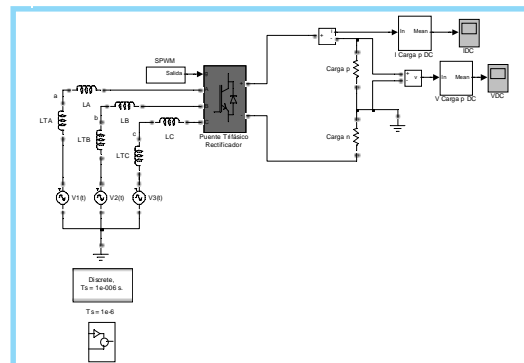 SPWM
Salida
g
A
B
C
+
-
Puente Trifásico
Rectificador
a
LA
b
LB
c
LC
LTA
LTB
LTC
V1(t)
V2(t)
V3(t)
Discrete,
Ts = 1e-006 s.
Ts = 1e-6
+
i
-
In
Mean
I Carga p DC
IDC
Carga p
+
-
v
In
Mean
V Carga p DC
VDC
Carga n